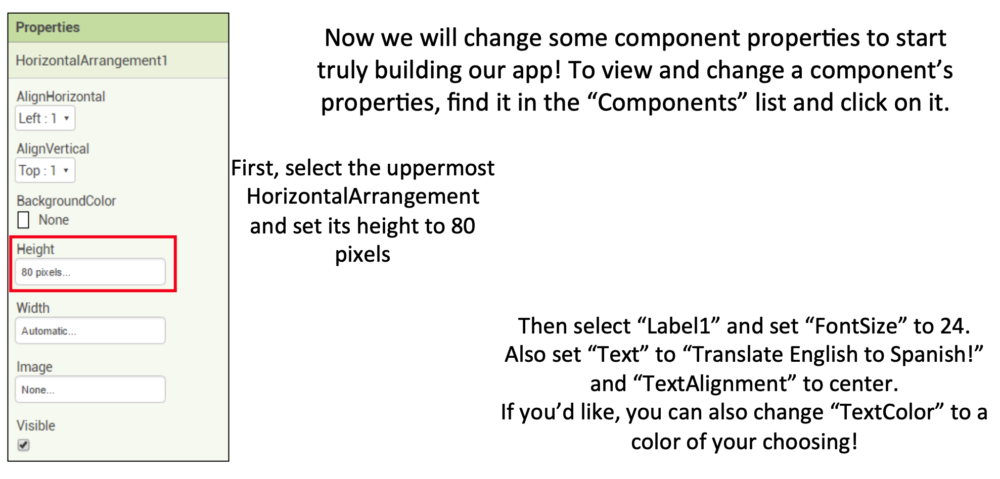 Properties
HorizontalArrangement1
AlignHorizontal
Left : 1
AlignVertical
Top : 1
BackgroundColor
None
Height
80 pixels...
Width
Automatic...
Image
None...
Visible
Now we will change some component properties to start
truly building our app! To view and change a component’s
properties, find it in the “Components” list and click on it.
First, select the uppermost
HorizontalArrangement
and set its height to 80
pixels
Then select “Label1” and set “FontSize” to 24.
Also set “Text” to “Translate English to Spanish!”
and “TextAlignment” to center.
If you’d like, you can also change “TextColor” to a
color of your choosing!